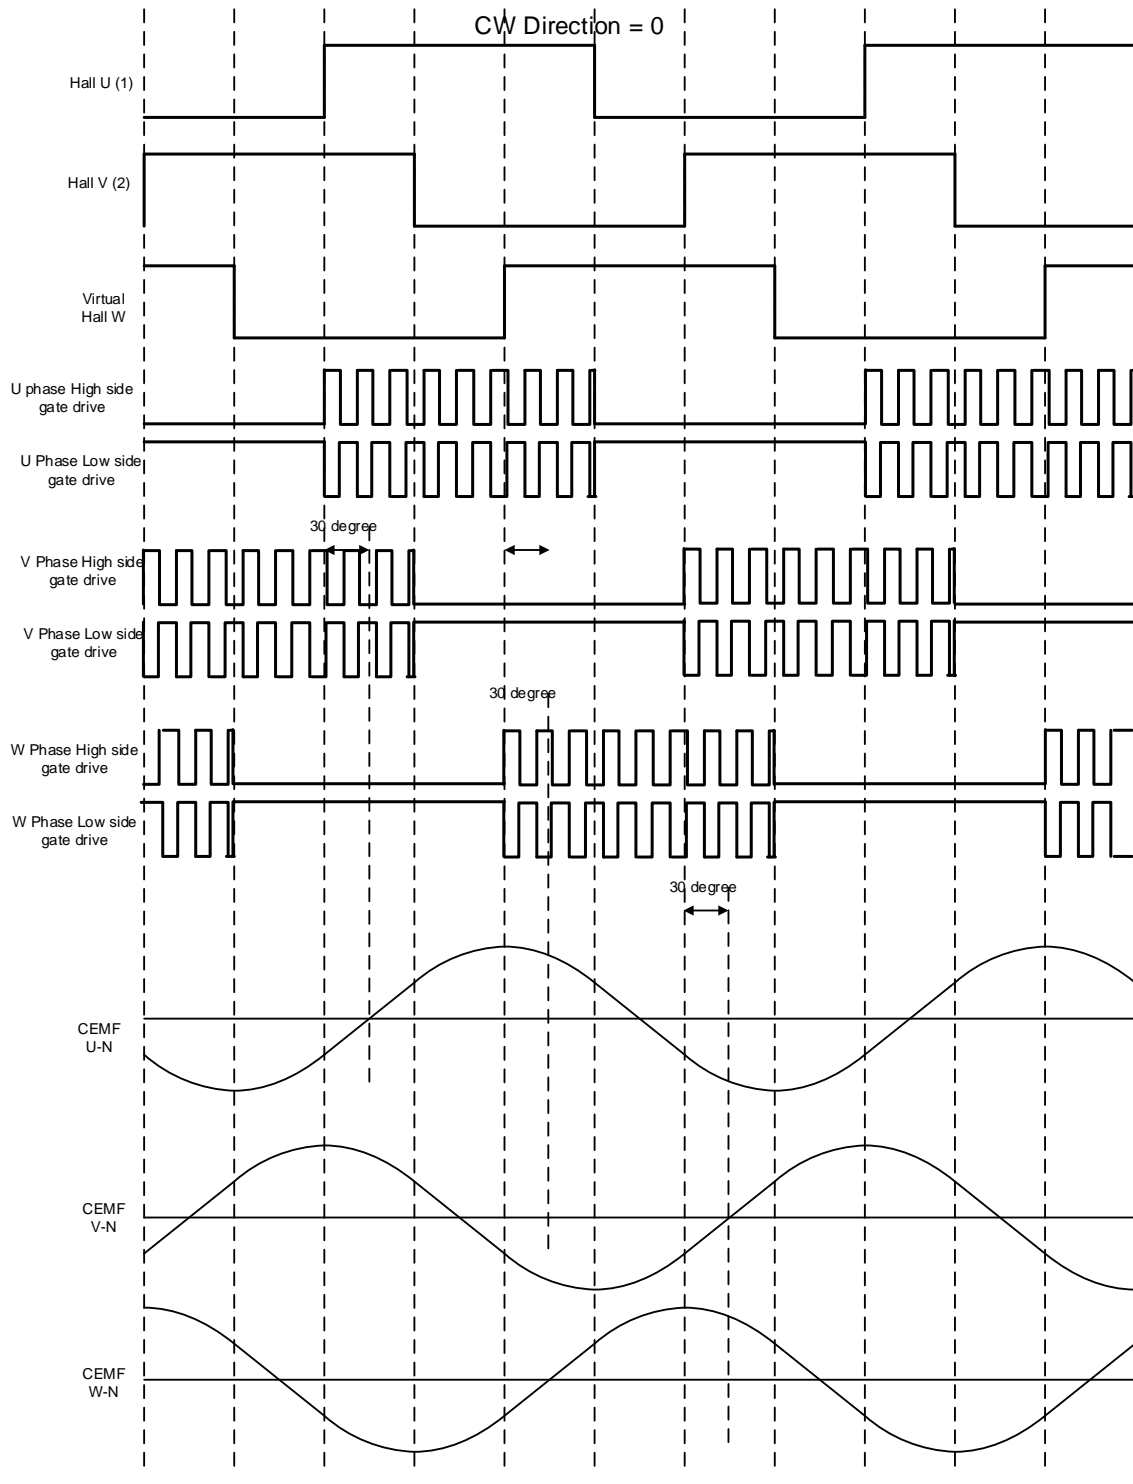 CW Direction = 0
Hall U (1)
Hall V (2)
Virtual
Hall W
U phase High side
gate drive
U Phase Low side
gate drive
30 degree
V Phase High side
gate drive
V Phase Low side
gate drive
30 degree
W Phase High side
gate drive
W Phase Low side
gate drive
30 degree
CEMF
U-N
CEMF
V-N
CEMF
W-N